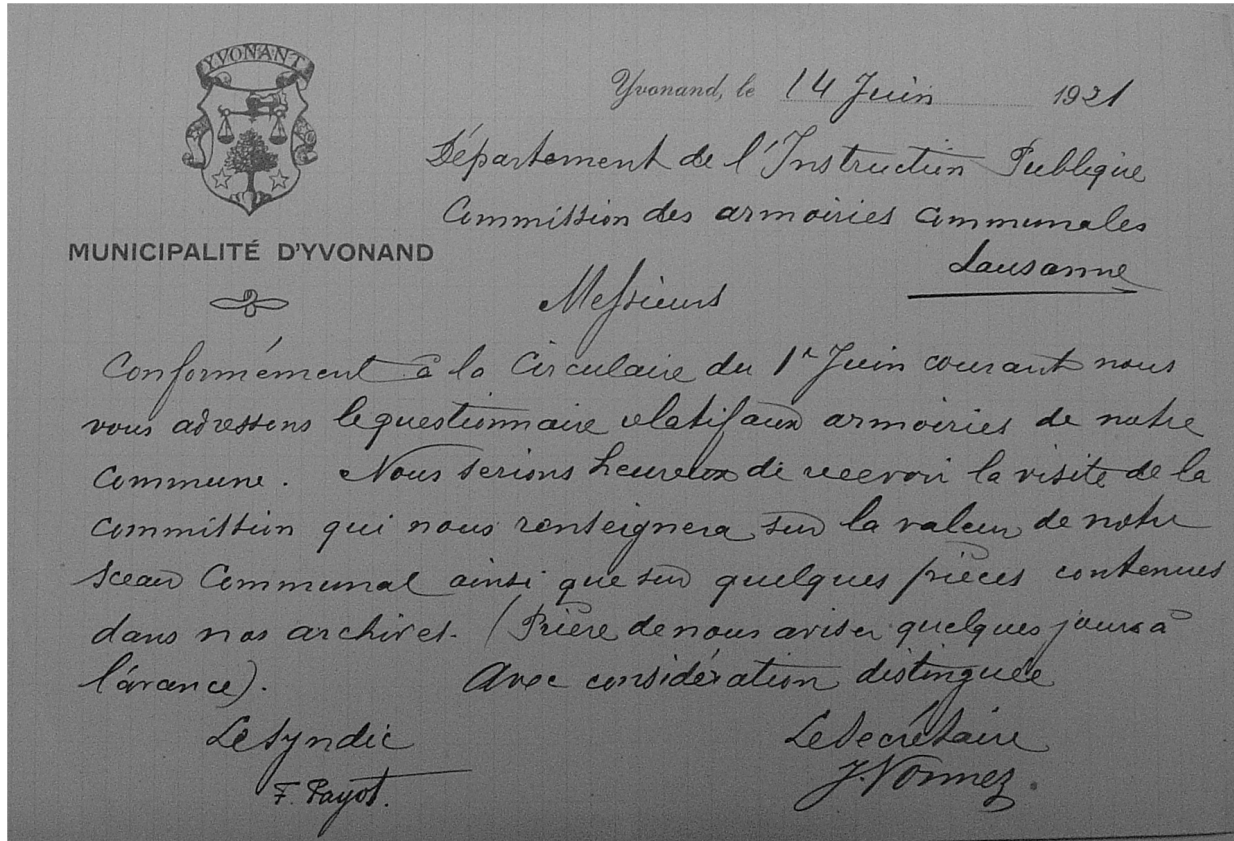 YVONANT
Yvonand, le 14 Juin 1921
Département de l'Instruction Publique
Commission des armoiries Communales
MUNICIPALITÉ D'YVONAND
Lausanne
Messieurs
Conformément à la Circulaire du 1r Juin courant nous
vous adressons le questionnaire relatif aux armoiries de notre
Commune. Nous serions heureux de recevoir la visite de la
Commission qui nous renseignera sur la valeur de notre
Sceau Communal ainsi que sur quelques pièces contenues
dans nos archives. (Prière de nous aviser quelques jours à
l'avance). Avec considération distinguée
Le Syndic Le Secrétaire
F. Payot. J. Vonnez.